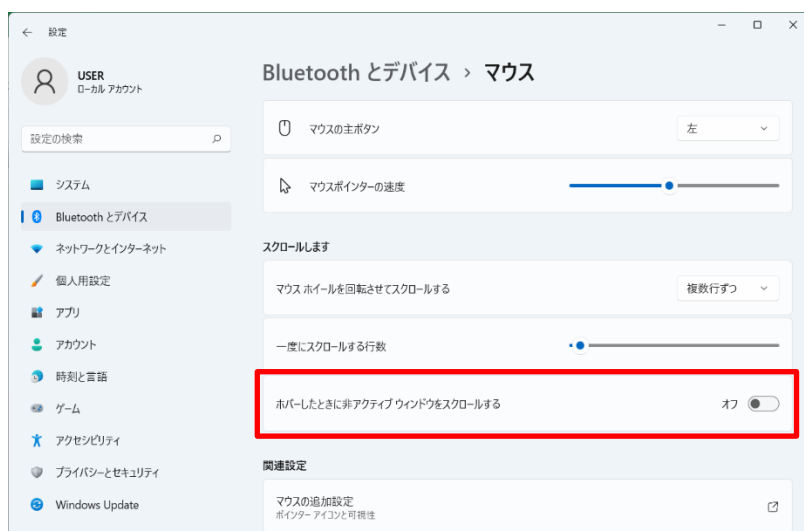 設定
USER
ローカル アカウント
設定の検索
システム
Bluetooth とデバイス
ネットワークとインターネット
個人用設定
アプリ
アカウント
時刻と言語
ゲーム
アクセシビリティ
プライバシーとセキュリティ
Windows Update
Bluetooth とデバイス › マウス
マウスの主ボタン 左
マウスポインターの速度
スクロールします
マウス ホイールを回転させてスクロールする 複数行ずつ
一度にスクロールする行数
ホバーしたときに非アクティブ ウィンドウをスクロールする オフ
関連設定
マウスの追加設定
ポインター アイコンと可視性